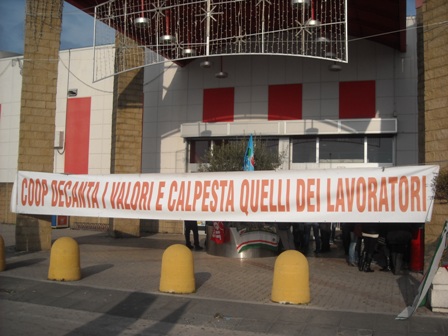 COOP DECANTA I VALORI E CALPESTA QUELLI DEI LAVORATORI